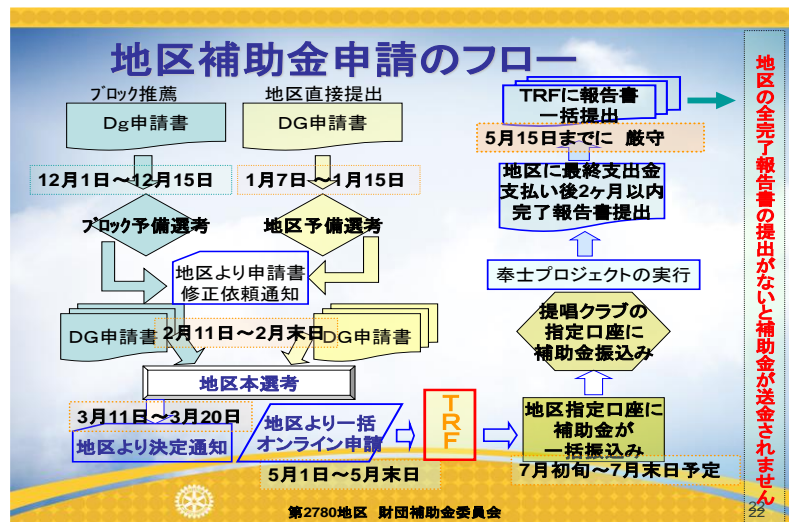 地区補助金申請のフロー
ブロック推薦
Dg申請書
12月1日～12月15日
ブロック予備選考
地区直接提出
DG申請書
1月7日～1月15日
地区予備選考
地区より申請書
修正依頼通知
DG申請書
2月11日～2月末日
DG申請書
地区本選考
3月11日～3月20日
地区より決定通知
地区より一括
オンライン申請
5月1日～5月末日
TRF
地区指定口座に
補助金が
一括振込み
7月初旬～7月末日予定
提唱クラブの
指定口座に
補助金振込み
奉士プロジェクトの実行
地区に最終支出金
支払い後2ヶ月以内
完了報告書提出
TRFに報告書
一括提出
5月15日までに 厳守
地区の全完了報告書の提出がないと補助金が送金されません
第2780地区 財団補助金委員会
22
22